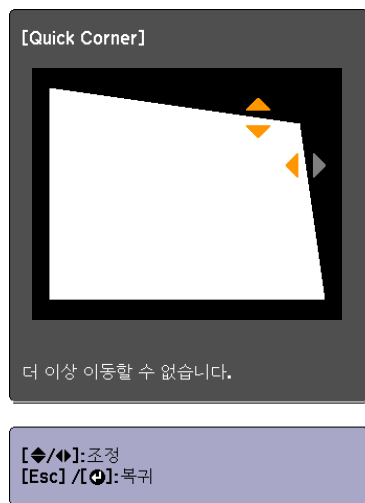 [Quick Corner]
더 이상 이동할 수 없습니다.
[◆/◆]:조정
[Esc] /[⏎]:복귀